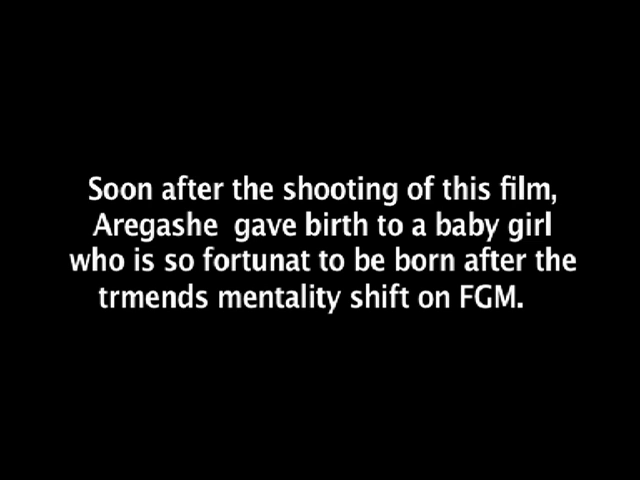 Soon after the shooting of this film,
Aregashe  gave birth to a baby girl
who is so fortunat to be born after the
trmends mentality shift on FGM.